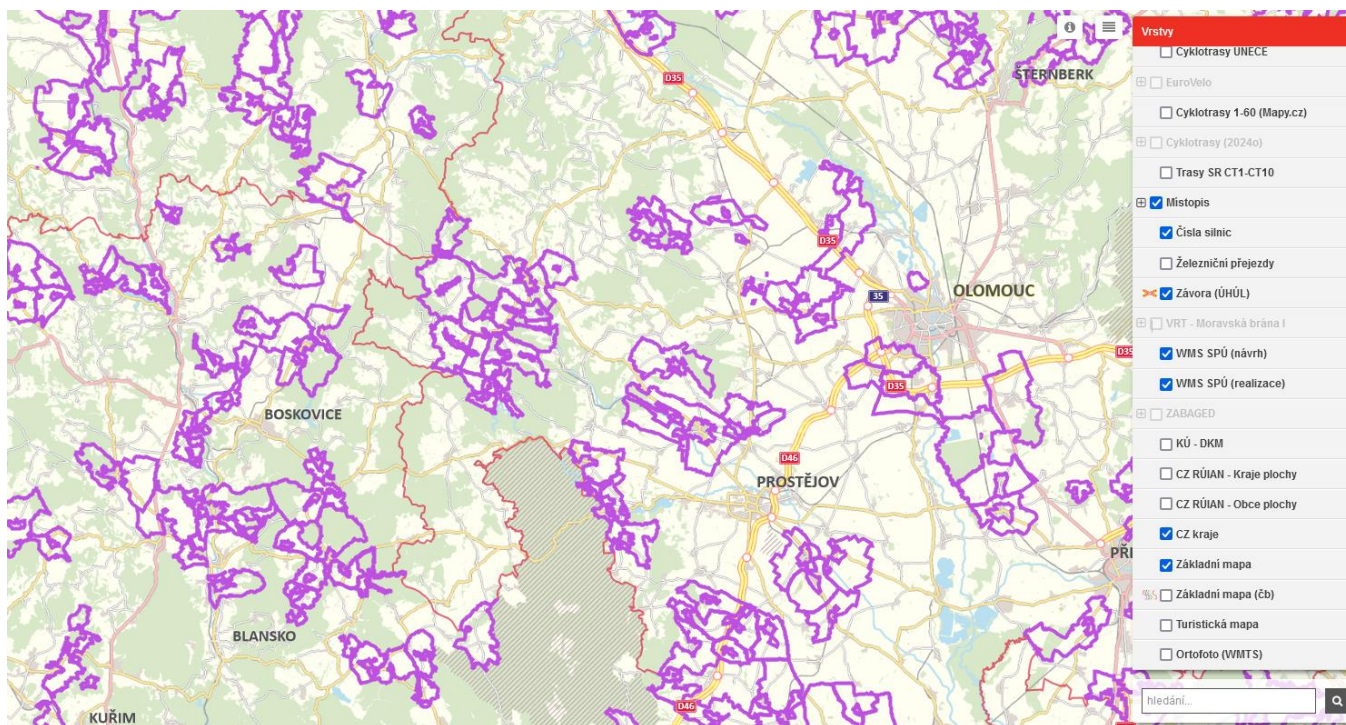 Vrstvy
Cyklotrasy UNECE
EuroVelo
Cyklotrasy 1-60 (Mapy.cz)
Cyklotrasy (2024o)
Trasy SR CT1-CT10
Místopis
Čísla silnic
Železniční přejezdy
Závora (ÚHÚL)
VRT - Moravská brána I
WMS SPÚ (návrh)
WMS SPÚ (realizace)
ZABAGED
KÚ - DKM
CZ RÚIAN - Kraje plochy
CZ RÚIAN - Obce plochy
CZ kraje
Základní mapa
Základní mapa (čb)
Turistická mapa
Ortofoto (WMTS)
hledání...
ŠTERNBERK
D35
D35
35
OLOMOUC
D35
D35
BOSKOVICE
D46
PROSTĚJOV
PŘE
BLANSKO
D46
KUŘIM